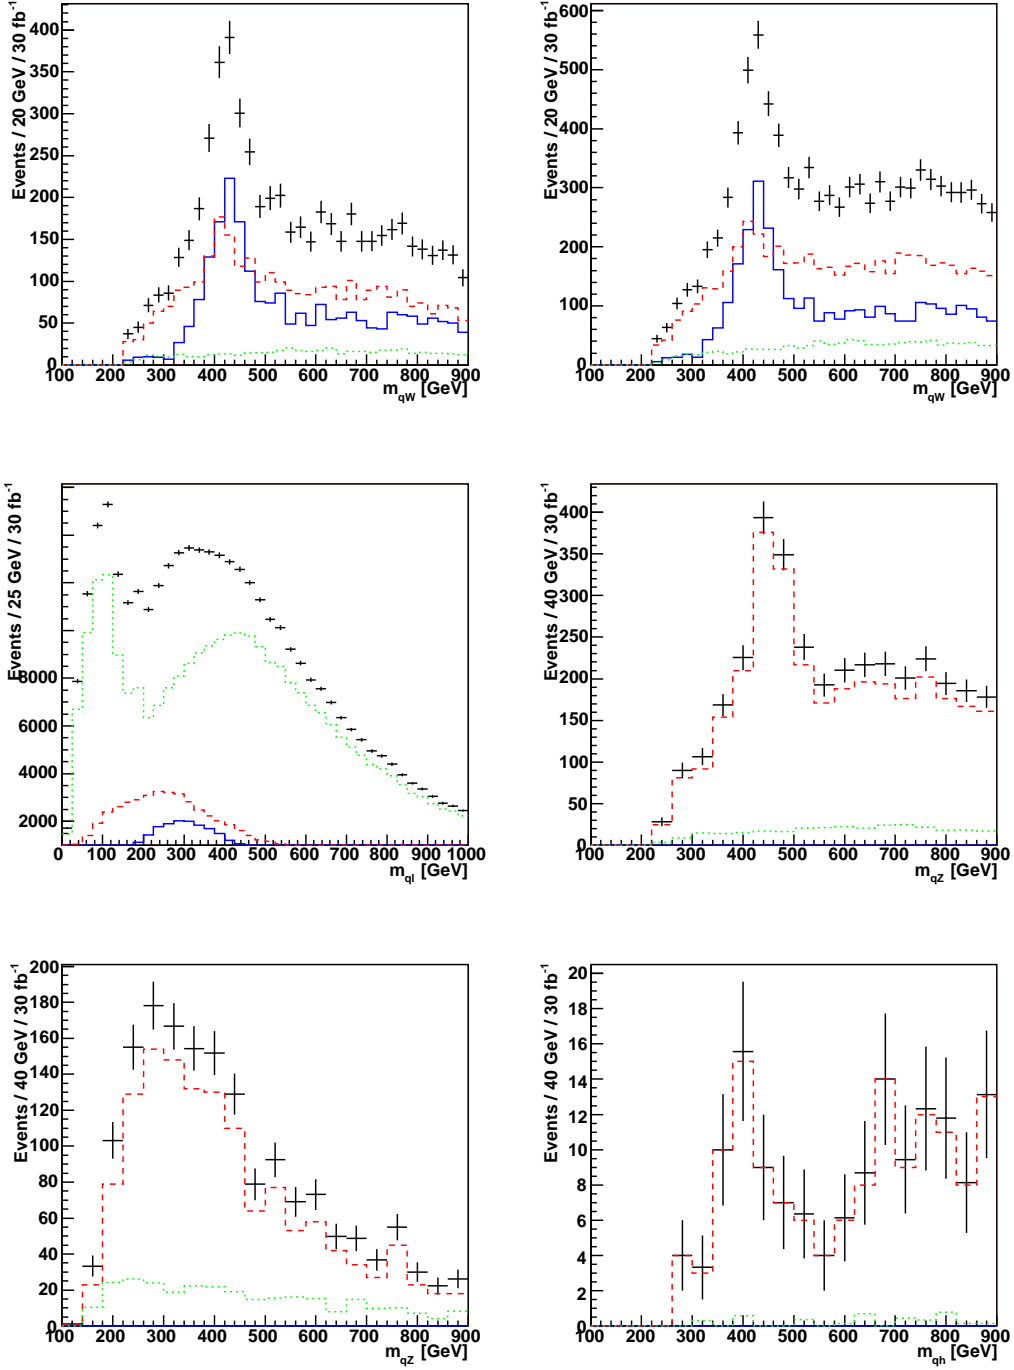 Events / 20 GeV / 30 fb⁻¹
400
350
300
250
200
150
100
50
0
100 200 300 400 500 600 700 800 900
m_qW [GeV]
Events / 20 GeV / 30 fb⁻¹
600
500
400
300
200
100
0
100 200 300 400 500 600 700 800 900
m_qW [GeV]
Events / 25 GeV / 30 fb⁻¹
8000
6000
4000
2000
0 100 200 300 400 500 600 700 800 900 1000
m_ql [GeV]
Events / 40 GeV / 30 fb⁻¹
400
350
300
250
200
150
100
50
0
100 200 300 400 500 600 700 800 900
m_qZ [GeV]
Events / 40 GeV / 30 fb⁻¹
200
180
160
140
120
100
80
60
40
20
0
100 200 300 400 500 600 700 800 900
m_qZ [GeV]
Events / 40 GeV / 30 fb⁻¹
20
18
16
14
12
10
8
6
4
2
0
100 200 300 400 500 600 700 800 900
m_qh [GeV]